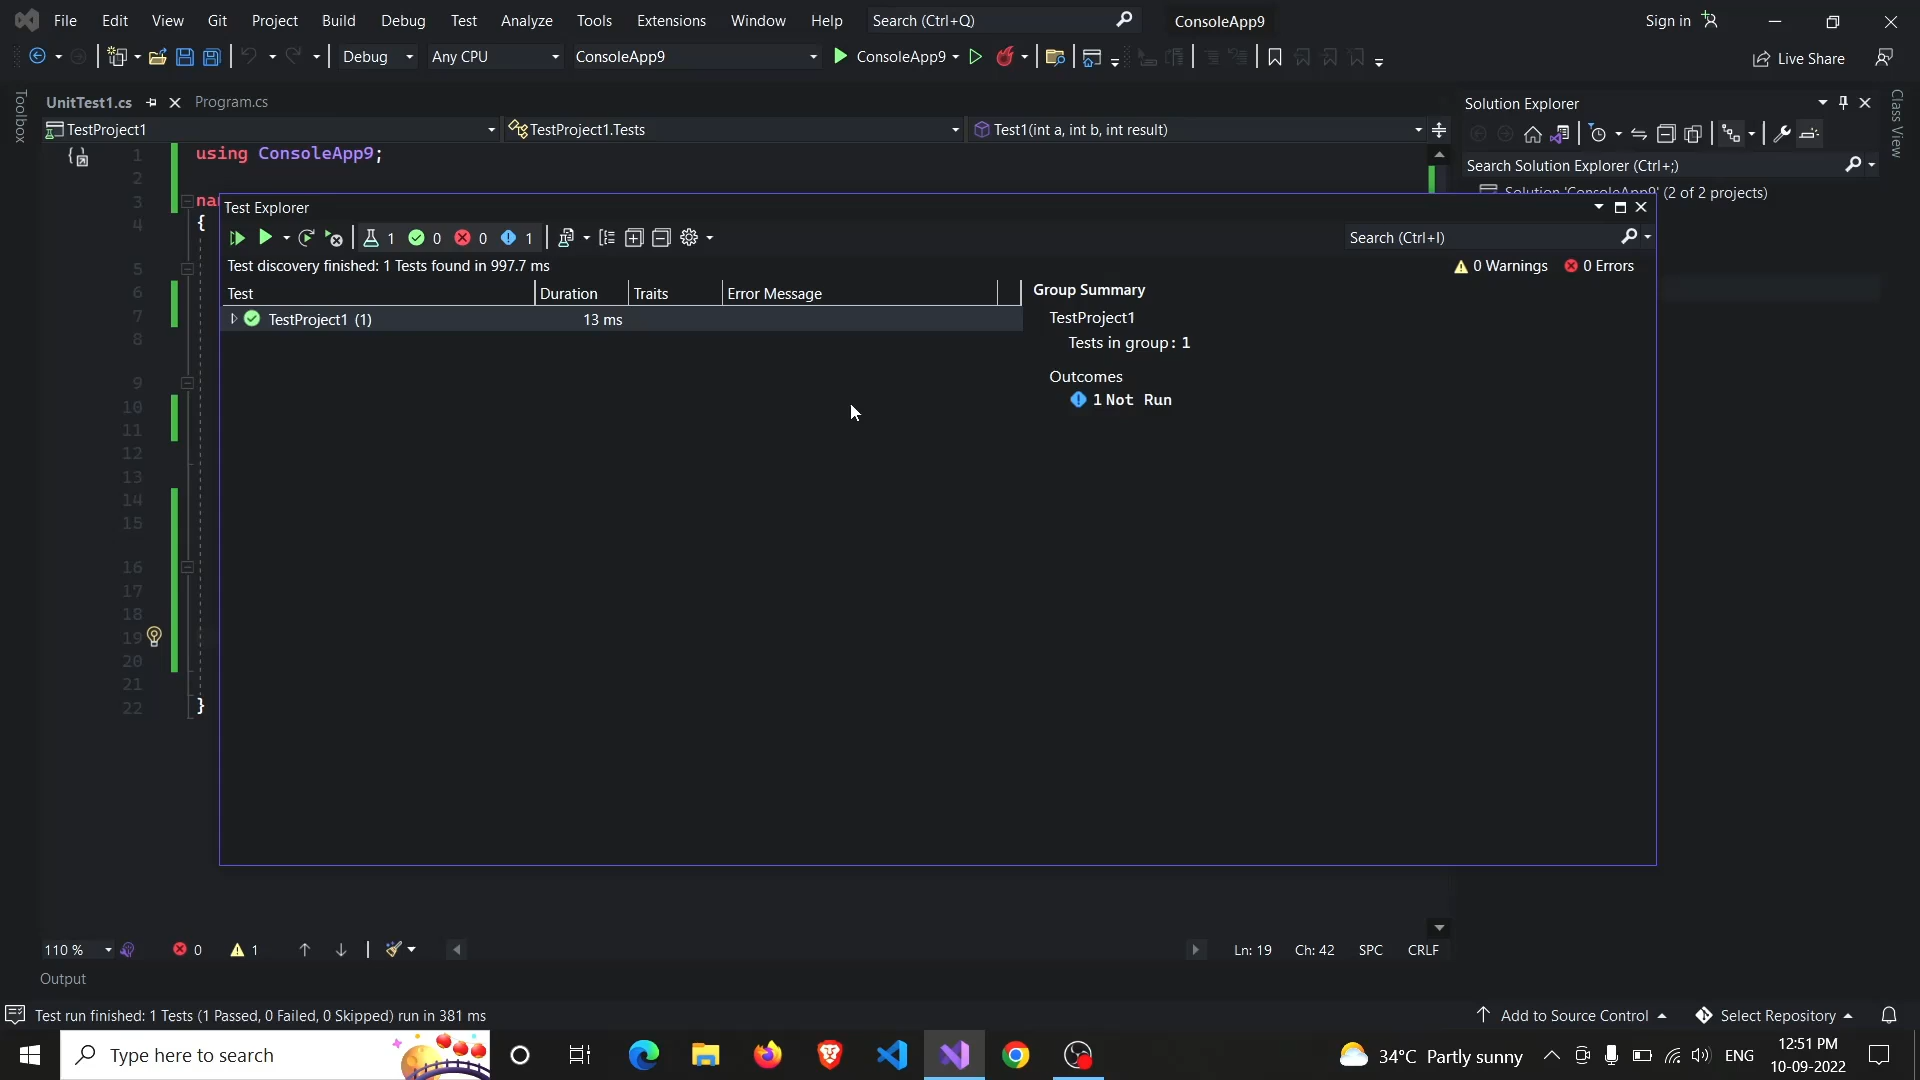 File Edit View Git Project Build Debug Test Analyze Tools Extensions Window Help Search (Ctrl+Q) ConsoleApp9 Sign in
Debug Any CPU ConsoleApp9 ConsoleApp9 Live Share
Toolbox
UnitTest1.cs Program.cs
TestProject1 TestProject1.Tests Test1(int a, int b, int result)
Solution Explorer
Search Solution Explorer (Ctrl+;)
Solution 'ConsoleApp9' (2 of 2 projects)
Class View
1 using ConsoleApp9;
2
3 nam
4 {
5
6
7
8
9
10
11
12
13
14
15
16
17
18
19
20
21
22 }
Test Explorer
1 0 0 1 Search (Ctrl+I)
Test discovery finished: 1 Tests found in 997.7 ms 0 Warnings 0 Errors
Test Duration Traits Error Message
TestProject1 (1) 13 ms
Group Summary
TestProject1
Tests in group: 1
Outcomes
1 Not Run
110 % 0 1 Ln: 19 Ch: 42 SPC CRLF
Output
Test run finished: 1 Tests (1 Passed, 0 Failed, 0 Skipped) run in 381 ms Add to Source Control Select Repository
Type here to search 34°C Partly sunny ENG 12:51 PM
10-09-2022